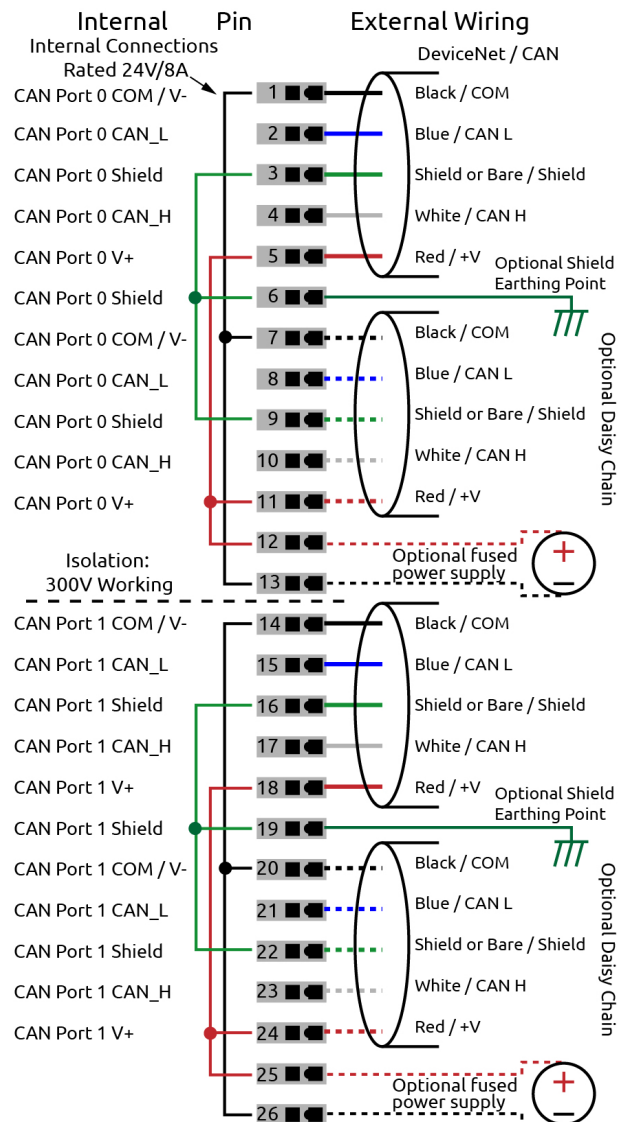 Internal Pin External Wiring
Internal Connections
Rated 24V/8A
DeviceNet / CAN
CAN Port 0 COM / V- 1 Black / COM
CAN Port 0 CAN_L 2 Blue / CAN L
CAN Port 0 Shield 3 Shield or Bare / Shield
CAN Port 0 CAN_H 4 White / CAN H
CAN Port 0 V+ 5 Red / +V
Optional Shield
Earthing Point
CAN Port 0 Shield 6
CAN Port 0 COM / V- 7 Black / COM
CAN Port 0 CAN_L 8 Blue / CAN L
CAN Port 0 Shield 9 Shield or Bare / Shield
CAN Port 0 CAN_H 10 White / CAN H
CAN Port 0 V+ 11 Red / +V
Optional Daisy Chain
12
Optional fused
power supply
+
−
13
Isolation:
300V Working
CAN Port 1 COM / V- 14 Black / COM
CAN Port 1 CAN_L 15 Blue / CAN L
CAN Port 1 Shield 16 Shield or Bare / Shield
CAN Port 1 CAN_H 17 White / CAN H
CAN Port 1 V+ 18 Red / +V
Optional Shield
Earthing Point
CAN Port 1 Shield 19
CAN Port 1 COM / V- 20 Black / COM
CAN Port 1 CAN_L 21 Blue / CAN L
CAN Port 1 Shield 22 Shield or Bare / Shield
CAN Port 1 CAN_H 23 White / CAN H
CAN Port 1 V+ 24 Red / +V
Optional Daisy Chain
25
Optional fused
power supply
+
−
26